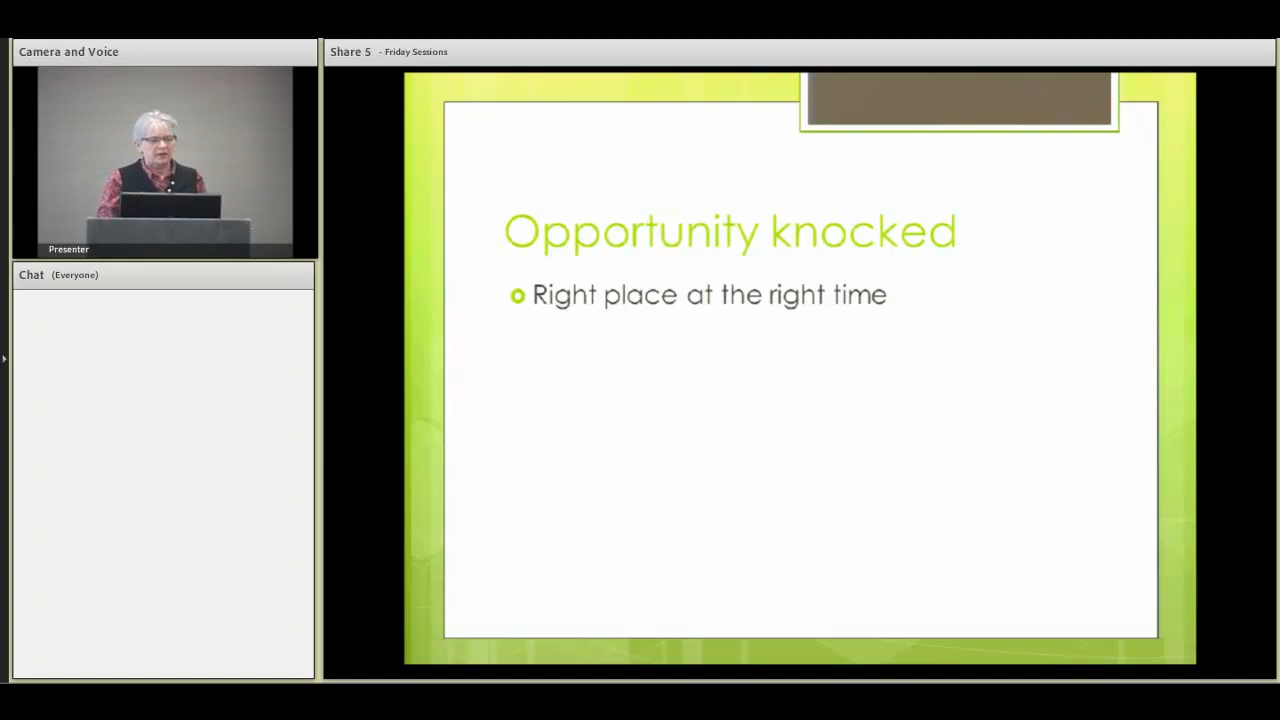 Camera and Voice
Share 5 - Friday Sessions
Presenter
Chat (Everyone)
Opportunity knocked
Right place at the right time